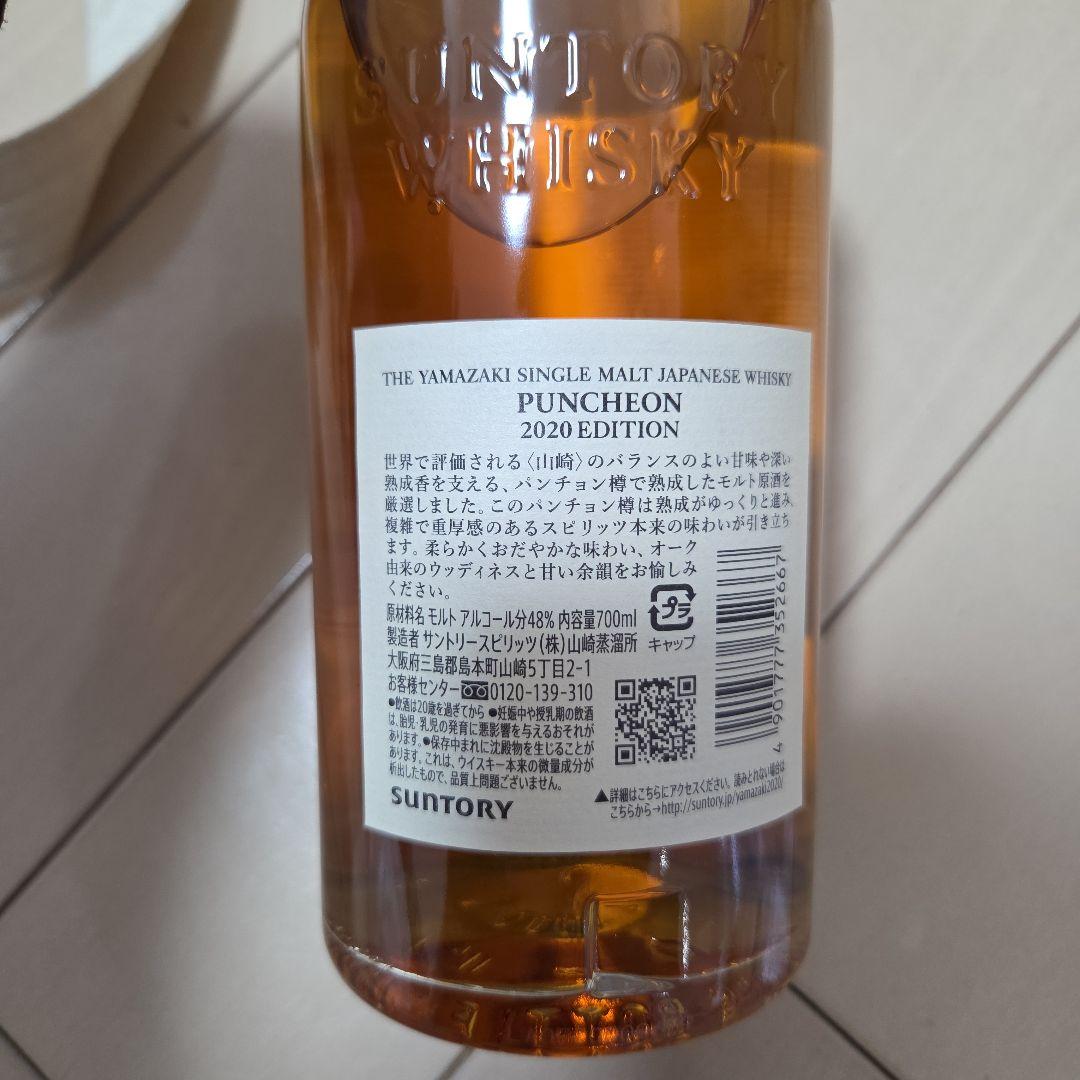 SUNTORY
WHISKY
THE YAMAZAKI SINGLE MALT JAPANESE WHISKY
PUNCHEON
2020 EDITION
世界で評価される〈山崎〉のバランスのよい甘味や深い
熟成香を支える、パンチョン樽で熟成したモルト原酒を
厳選しました。このパンチョン樽は熟成がゆっくりと進み、
複雑で重厚感のあるスピリッツ本来の味わいが引き立ち
ます。柔らかくおだやかな味わい、オーク
由来のウッディネスと甘い余韻をお愉しみ
ください。
原材料名 モルト アルコール分48% 内容量700ml
製造者 サントリースピリッツ(株)山崎蒸溜所
大阪府三島郡島本町山崎5丁目2-1
お客様センター 0120-139-310
●飲酒は20歳を過ぎてから ●妊娠中や授乳期の飲酒
は、胎児・乳児の発育に悪影響を与えるおそれが
あります。●保存中まれに沈殿物を生じることが
あります。これは、ウイスキー本来の微量成分が
析出したもので、品質上問題ございません。
SUNTORY
プラ
キャップ
4 901777 352667
▲詳細はこちらにアクセスください。読みとれない場合は
こちらから→http://suntory.jp/yamazaki2020/